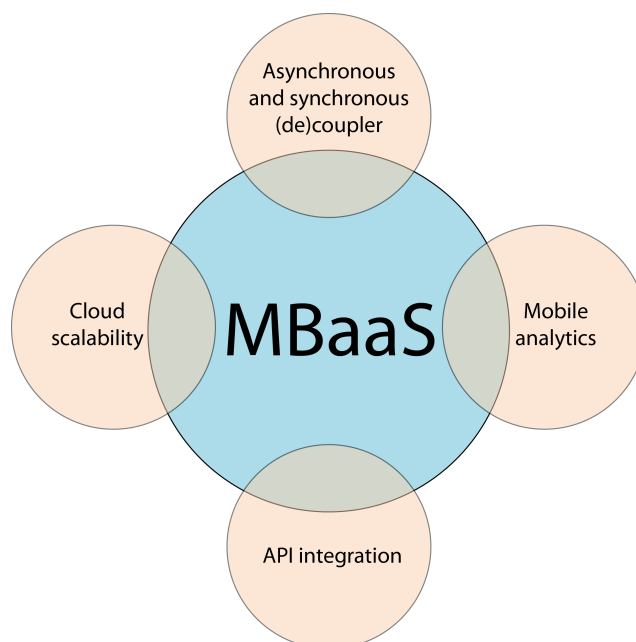 Asynchronous
and synchronous
(de)coupler
Cloud
scalability
MBaaS
Mobile
analytics
API integration